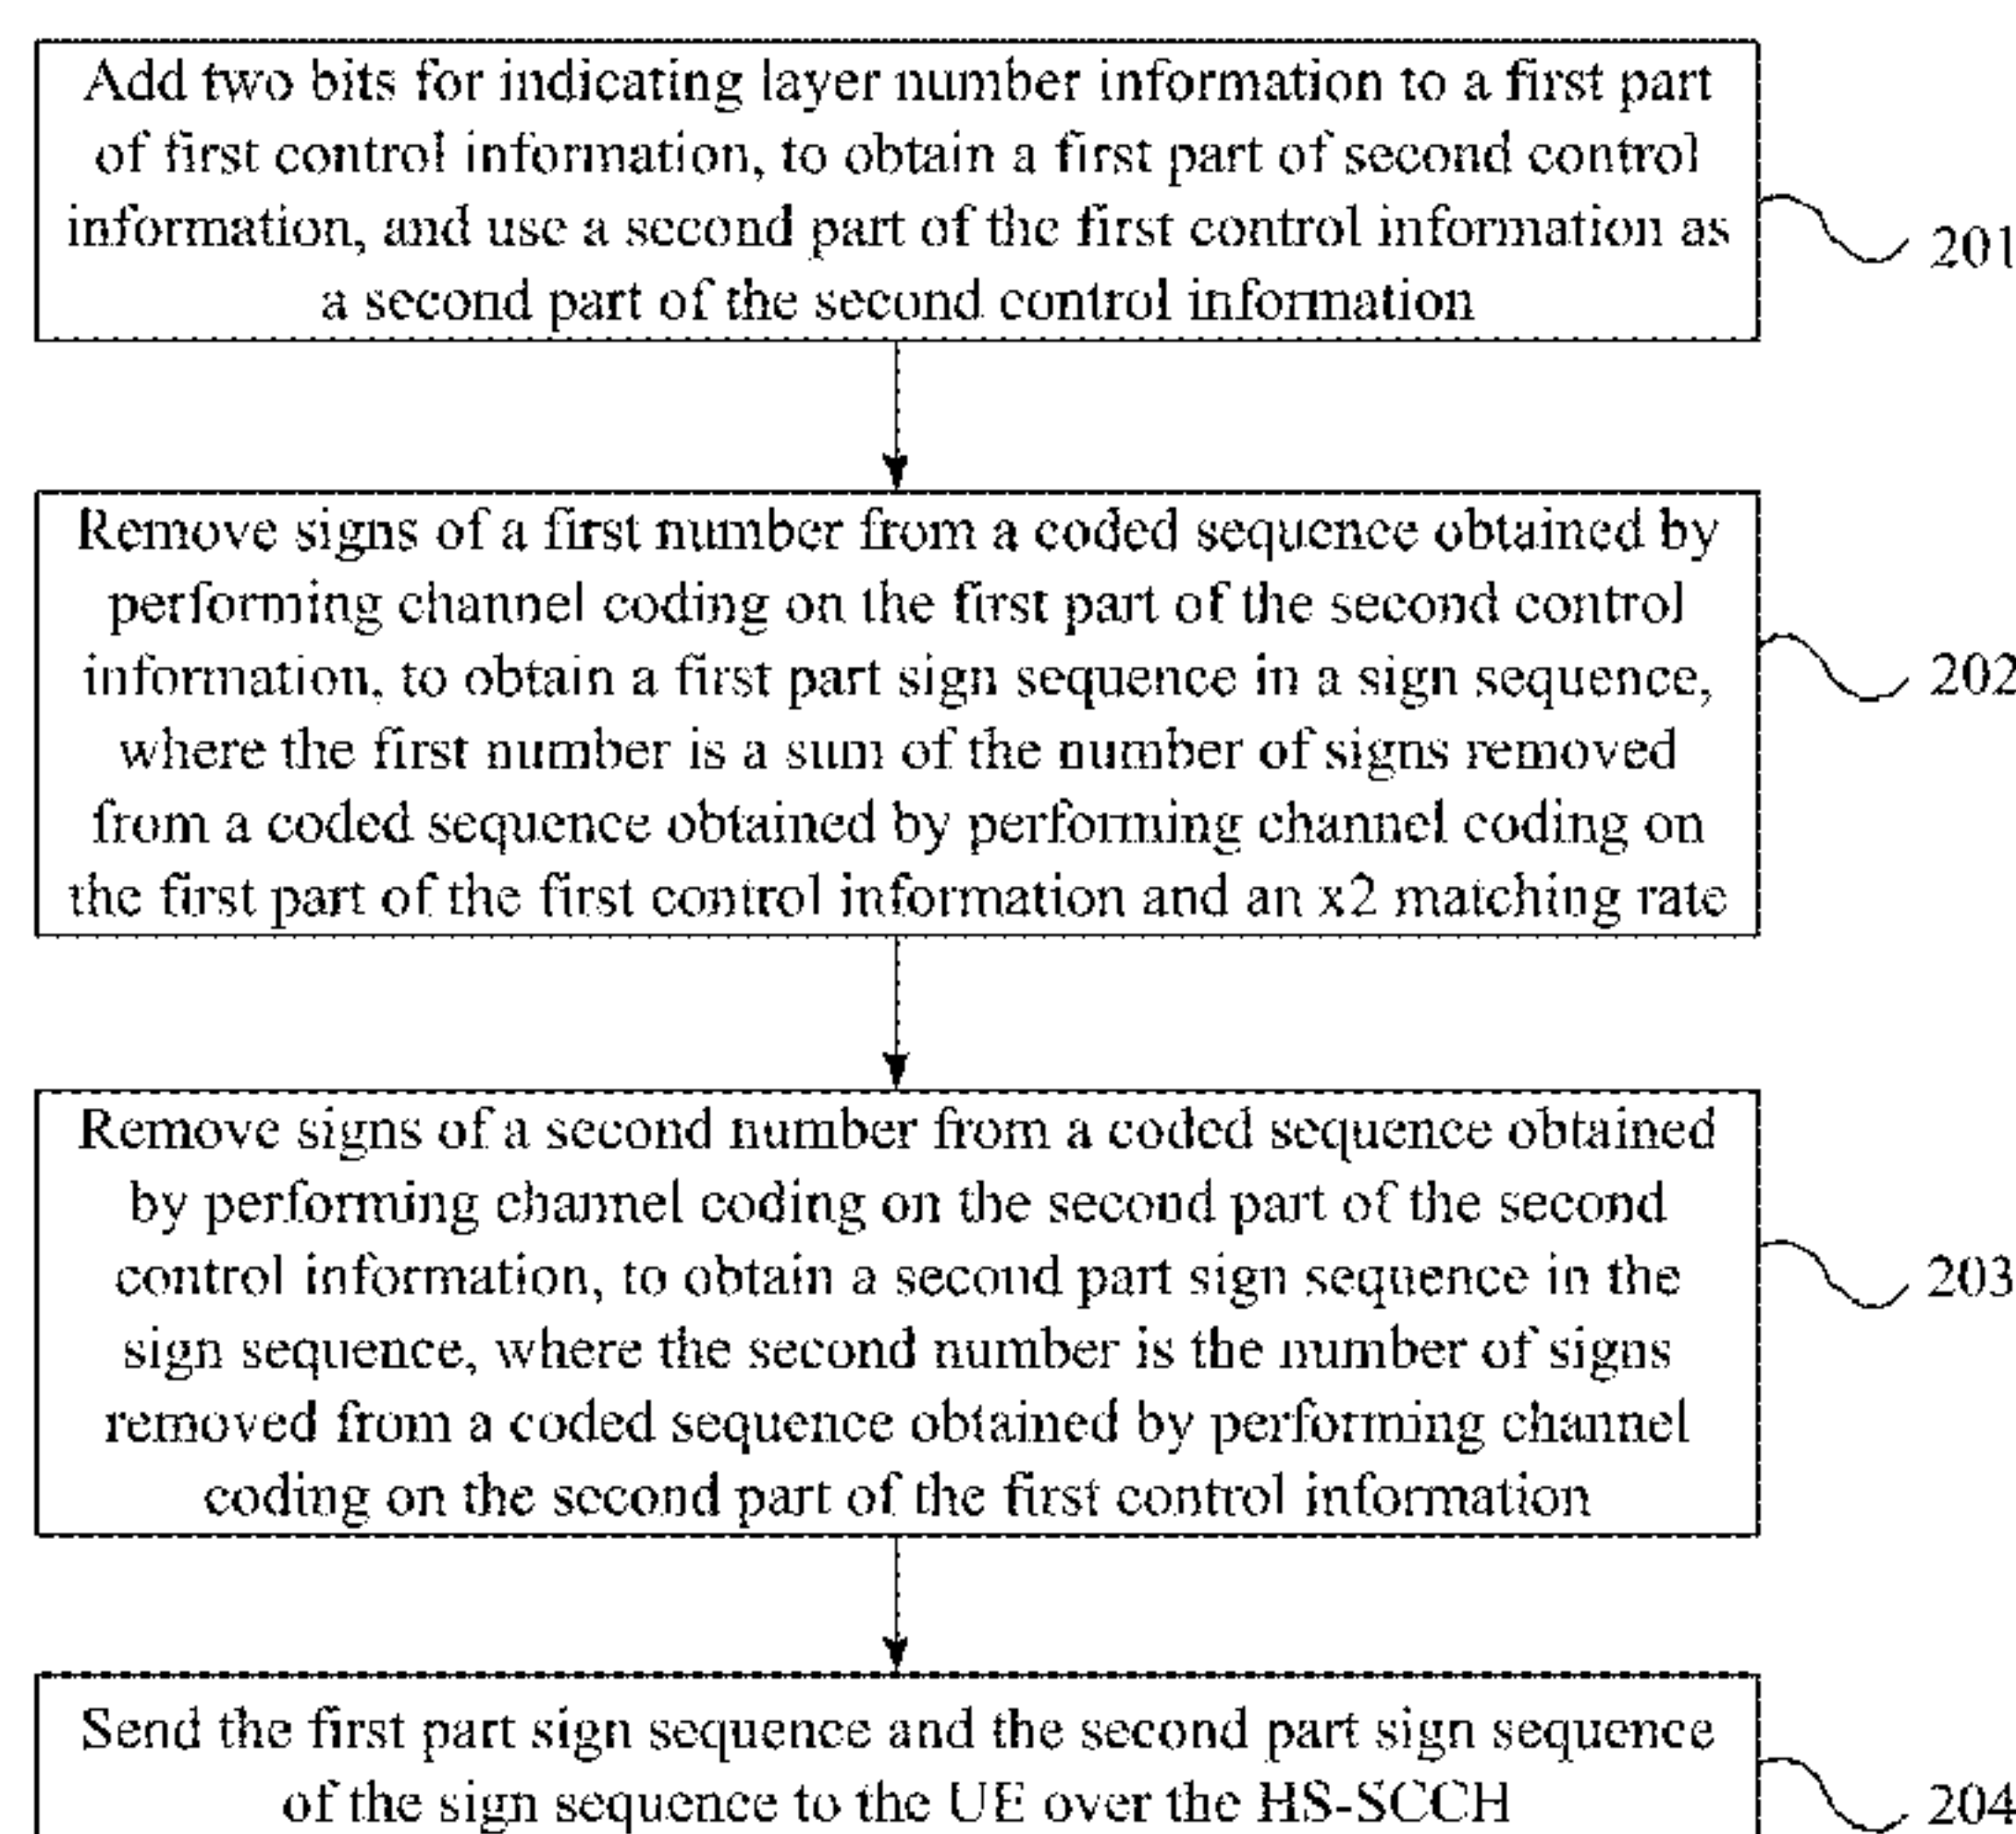 Add two bits for indicating layer number information to a first part
of first control information, to obtain a first part of second control
information, and use a second part of the first control information as
a second part of the second control information
201
Remove signs of a first number from a coded sequence obtained by
performing channel coding on the first part of the second control
information, to obtain a first part sign sequence in a sign sequence,
where the first number is a sum of the number of signs removed
from a coded sequence obtained by performing channel coding on
the first part of the first control information and an x2 matching rate
202
Remove signs of a second number from a coded sequence obtained
by performing channel coding on the second part of the second
control information, to obtain a second part sign sequence in the
sign sequence, where the second number is the number of signs
removed from a coded sequence obtained by performing channel
coding on the second part of the first control information
203
Send the first part sign sequence and the second part sign sequence
of the sign sequence to the UE over the HS-SCCH
204